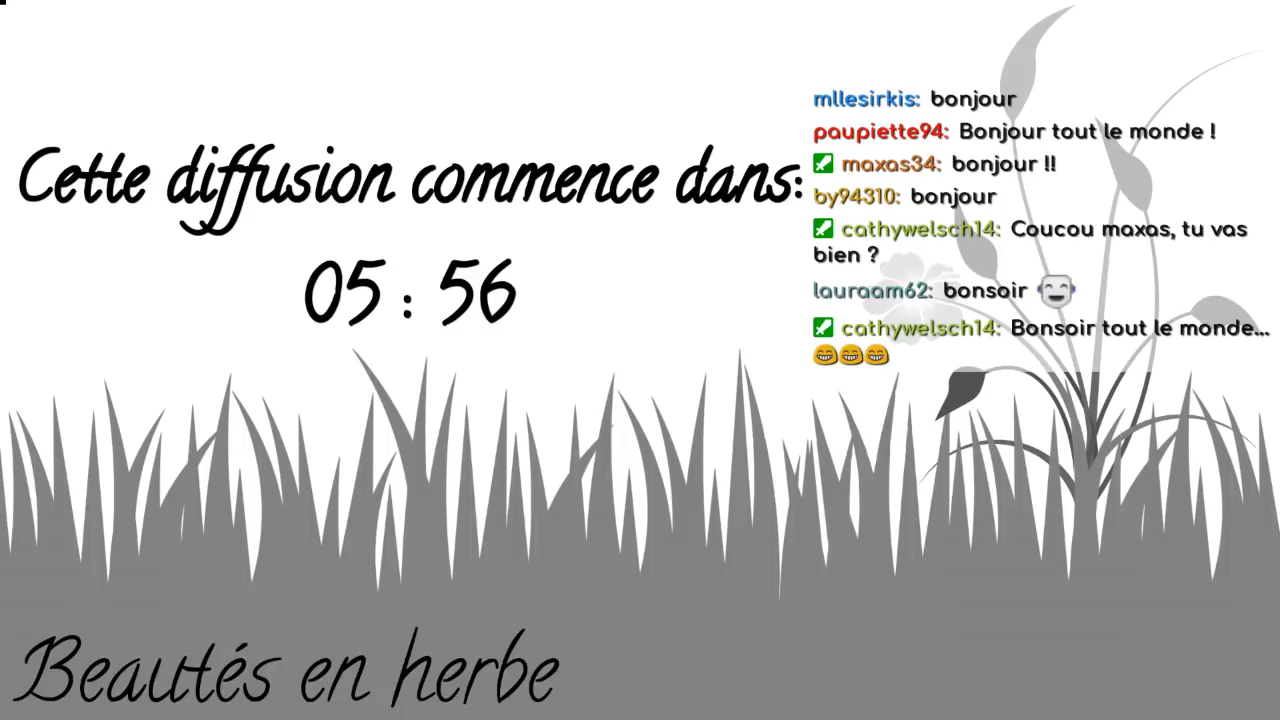 Cette diffusion commence dans:
05 : 56
mllesirkis: bonjour
paupiette94: Bonjour tout le monde !
maxas34: bonjour !!
by94310: bonjour
cathywelsch14: Coucou maxas, tu vas
bien ?
lauraam62: bonsoir
cathywelsch14: Bonsoir tout le monde...
Beautés en herbe